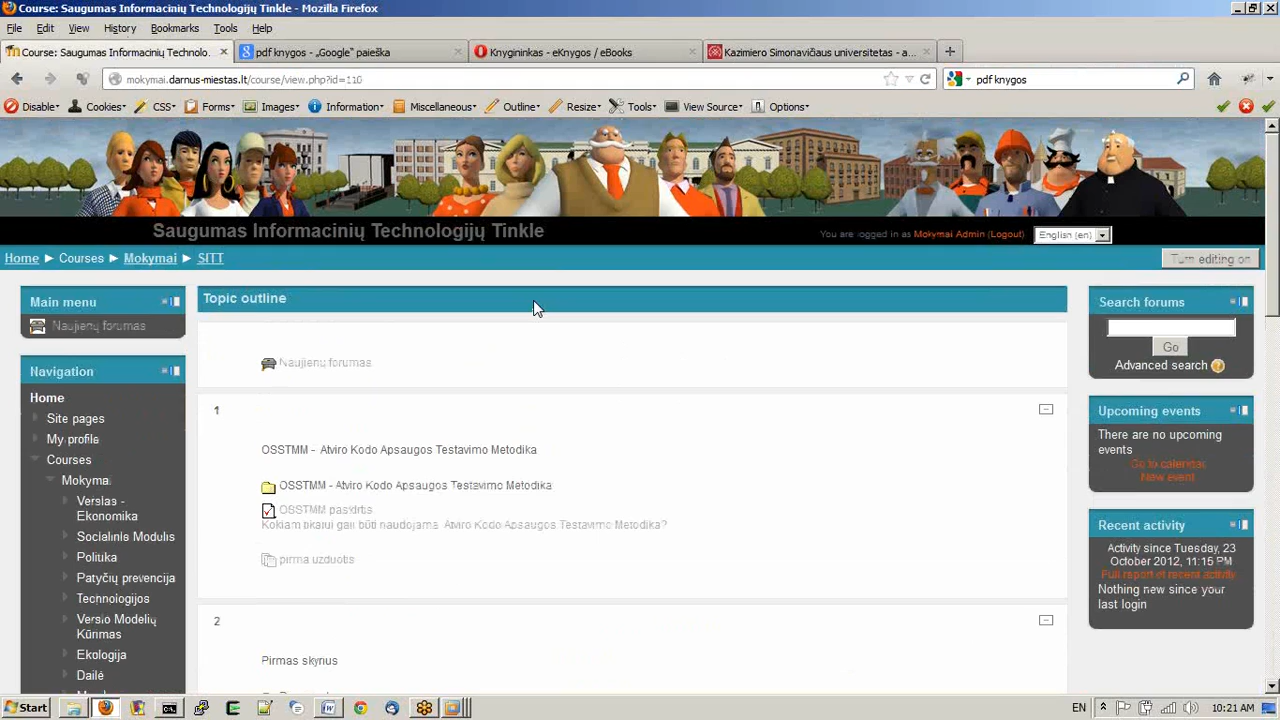 Course: Saugumas Informacinių Technologijų Tinkle - Mozilla Firefox
File Edit View History Bookmarks Tools Help
Course: Saugumas Informacinių Technolo...
pdf knygos - „Google“ paieška
Knygininkas - eKnygos / eBooks
Kazimiero Simonavičiaus universitetas - a...
mokymai.darnus-miestas.lt/course/view.php?id=110
pdf knygos
Disable Cookies CSS Forms Images Information Miscellaneous Outline Resize Tools View Source Options
Saugumas Informacinių Technologijų Tinkle
You are logged in as Mokymai Admin (Logout)
English (en)
Home Courses Mokymai SITT
Turn editing on
Main menu
Naujienų forumas
Navigation
Home
Site pages
My profile
Courses
Mokymai
Verslas - Ekonomika
Socialinis Modulis
Politika
Patyčių prevencija
Technologijos
Verslo Modelių Kūrimas
Ekologija
Dailė
Topic outline
Naujienų forumas
1
OSSTMM - Atviro Kodo Apsaugos Testavimo Metodika
OSSTMM - Atviro Kodo Apsaugos Testavimo Metodika
OSSTMM paskirtis
Kokiam tikslui gali būti naudojama Atviro Kodo Apsaugos Testavimo Metodika?
pirma uzduotis
2
Pirmas skynus
Search forums
Go
Advanced search
Upcoming events
There are no upcoming events
Go to calendar
New event
Recent activity
Activity since Tuesday, 23 October 2012, 11:15 PM
Full report of recent activity
Nothing new since your last login
Start
EN
10:21 AM